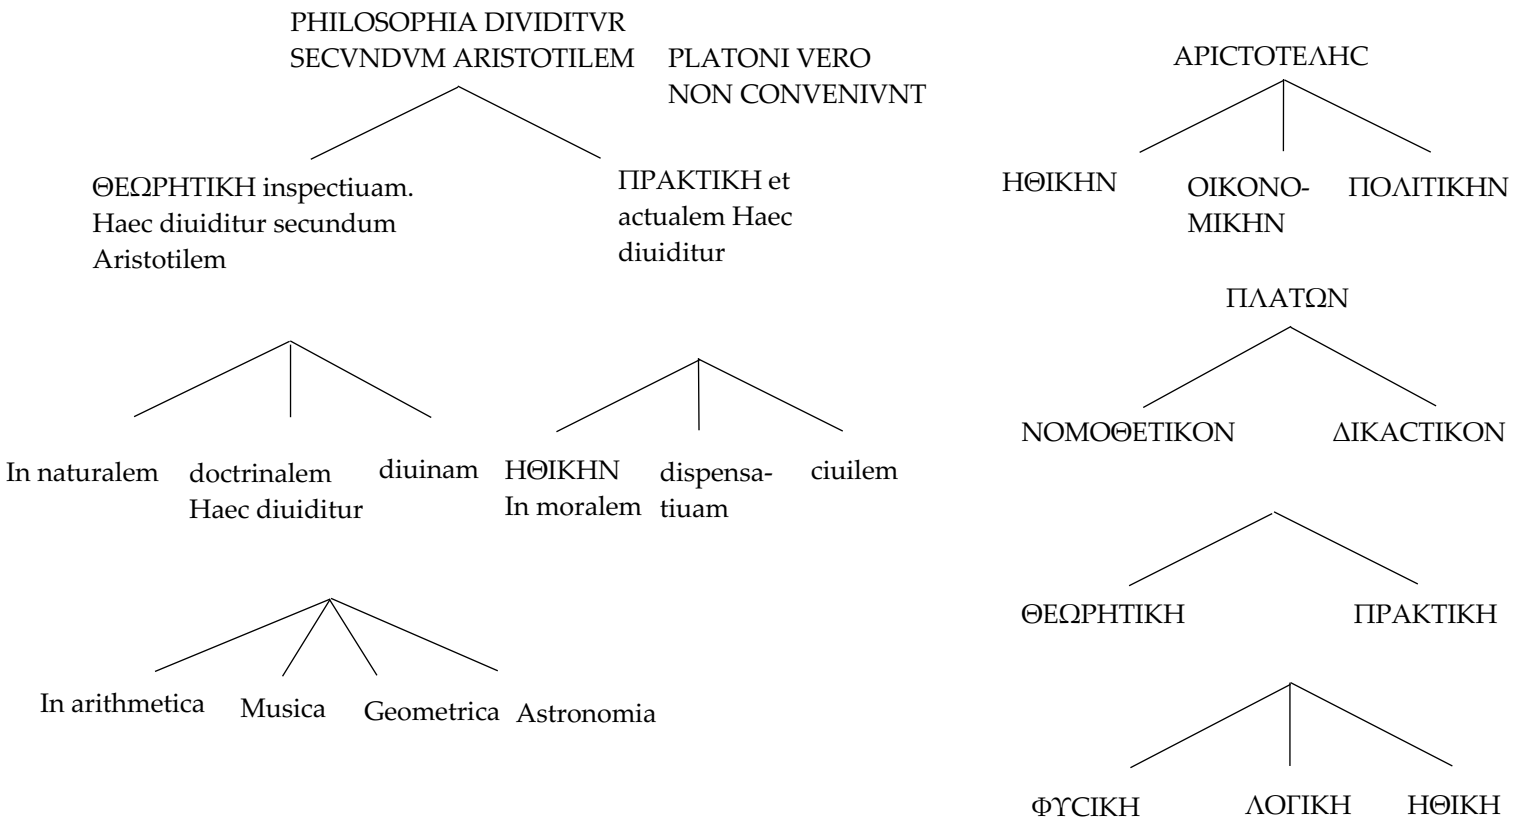 PHILOSOPHIA DIVIDITVR
SECVNDVM ARISTOTILEM
PLATONI VERO
NON CONVENIVNT
ΘΕΩΡΗΤΙΚΗ inspectiuam.
Haec diuiditur secundum
Aristotilem
ΠΡΑΚΤΙΚΗ et
actualem Haec
diuiditur
In naturalem
doctrinalem
Haec diuiditur
diuinam
ΗΘΙΚΗΝ
In moralem
dispensa-
tiuam
ciuilem
In arithmetica
Musica
Geometrica
Astronomia
ΑΡΙCΤΟΤΕΛΗC
ΗΘΙΚΗΝ
ΟΙΚΟΝΟ-
ΜΙΚΗΝ
ΠΟΛΙΤΙΚΗΝ
ΠΛΑΤΩΝ
ΝΟΜΟΘΕΤΙΚΟΝ
ΔΙΚΑCΤΙΚΟΝ
ΘΕΩΡΗΤΙΚΗ
ΠΡΑΚΤΙΚΗ
ΦΥCΙΚΗ
ΛΟΓΙΚΗ
ΗΘΙΚΗ